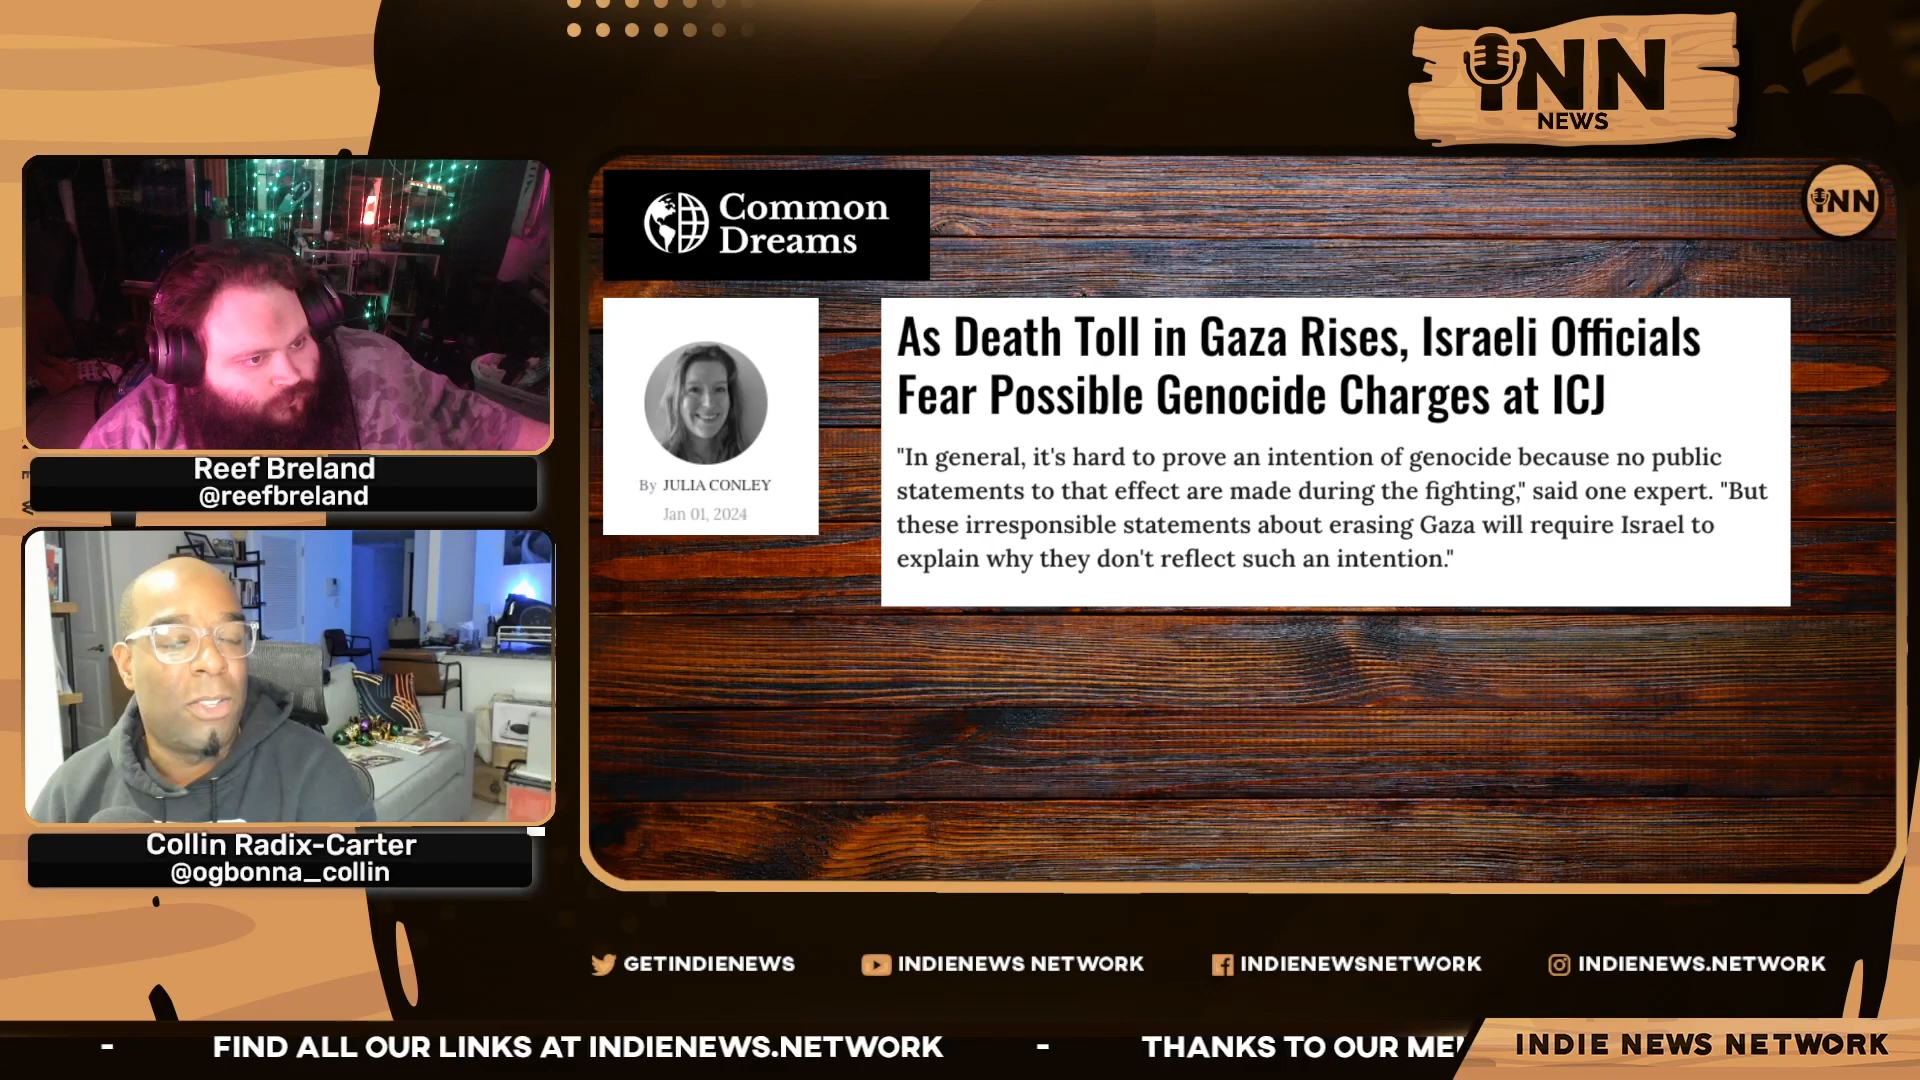 iNN
NEWS
Common
Dreams
iNN
By JULIA CONLEY
Jan 01, 2024
As Death Toll in Gaza Rises, Israeli Officials
Fear Possible Genocide Charges at ICJ
"In general, it's hard to prove an intention of genocide because no public
statements to that effect are made during the fighting," said one expert. "But
these irresponsible statements about erasing Gaza will require Israel to
explain why they don't reflect such an intention."
Reef Breland
@reefbreland
Collin Radix-Carter
@ogbonna_collin
GETINDIENEWS
INDIENEWS NETWORK
INDIENEWSNETWORK
INDIENEWS.NETWORK
- FIND ALL OUR LINKS AT INDIENEWS.NETWORK - THANKS TO OUR
INDIE NEWS NETWORK